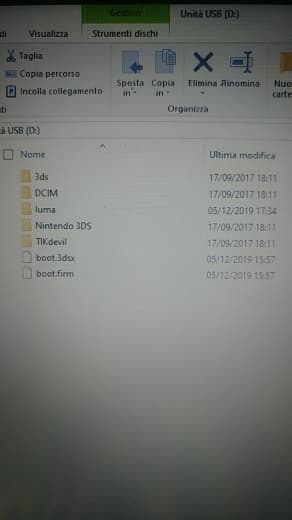 Gestisci Unità USB (D:)
di Visualizza Strumenti dischi
Taglia
Copia percorso
Incolla collegamento
Sposta in Copia in Elimina Rinomina Nuo carte
ti Organizza
tà USB (D:)
Nome Ultima modifica
3ds 17/09/2017 18:11
DCIM 17/09/2017 18:11
luma 05/12/2019 17:34
Nintendo 3DS 17/09/2017 18:11
TIKdevil 17/09/2017 18:11
boot.3dsx 05/12/2019 15:57
boot.firm 05/12/2019 15:57